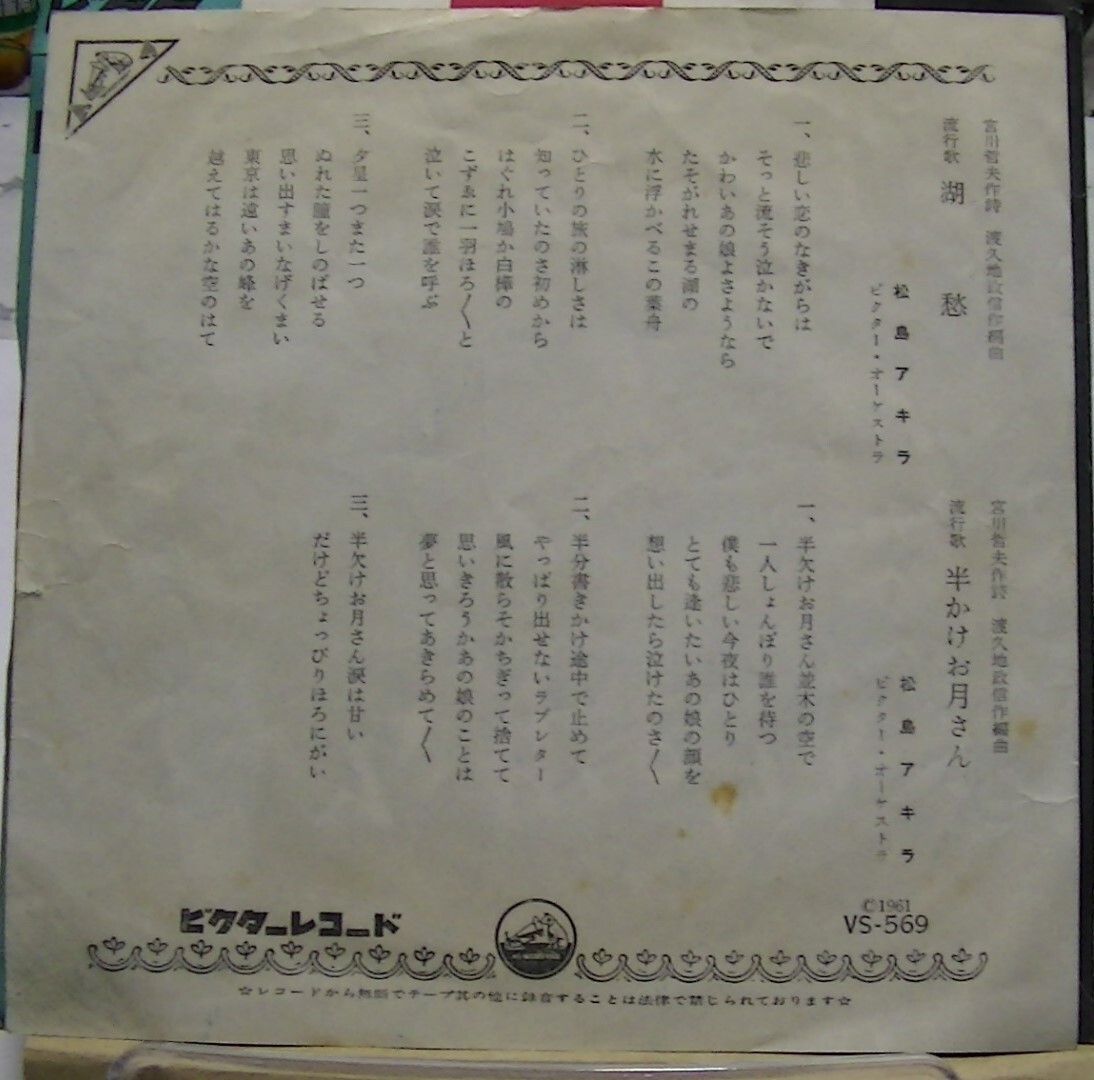 宮川哲夫作詩 渡久地政信作編曲
流行歌 湖愁
松島アキラ
ビクター・オーケストラ
一、悲しい恋のなきがらは
そっと流そう泣かないで
かわいあの娘よさようなら
たそがれせまる湖の
水に浮かべるこの葉舟
二、ひとりの旅の淋しさは
知っていたのさ初めから
はぐれ小鳩か白樺の
こずゑに一羽ほろ〱と
泣いて涙で誰を呼ぶ
三、夕星一つまた一つ
ぬれた瞳をしのばせる
思い出すまいなげくまい
東京は遠いあの峰を
越えてはるかな空のはて
宮川哲夫作詩 渡久地政信作編曲
流行歌 半かけお月さん
松島アキラ
ビクター・オーケストラ
一、半欠けお月さん並木の空で
一人しょんぼり誰を待つ
僕も悲しい今夜はひとり
とても逢いたいあの娘の顔を
想い出したら泣けたのさ〱
二、半分書きかけ途中で止めて
やっぱり出せないラブレター
風に散らそかちぎって捨てて
思いきろうかあの娘のことは
夢と思ってあきらめて〱
三、半欠けお月さん涙は甘い
だけどちょっぴりほろにがい
ビクターレコード
©1961
VS-569
☆レコードから無断でテープ其の他に録音することは法律で禁じられております☆